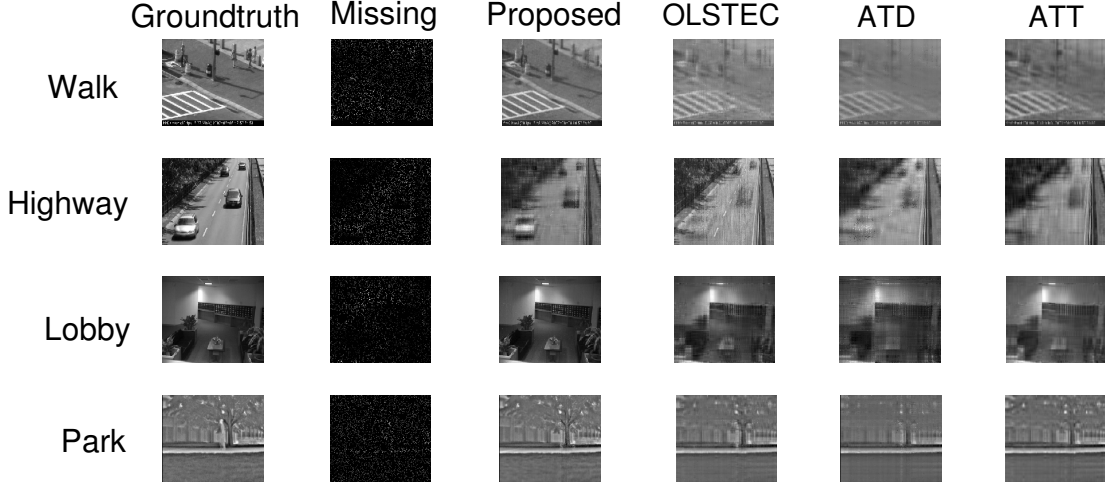 Groundtruth Missing Proposed OLSTEC ATD ATT
Walk
Highway
Lobby
Park